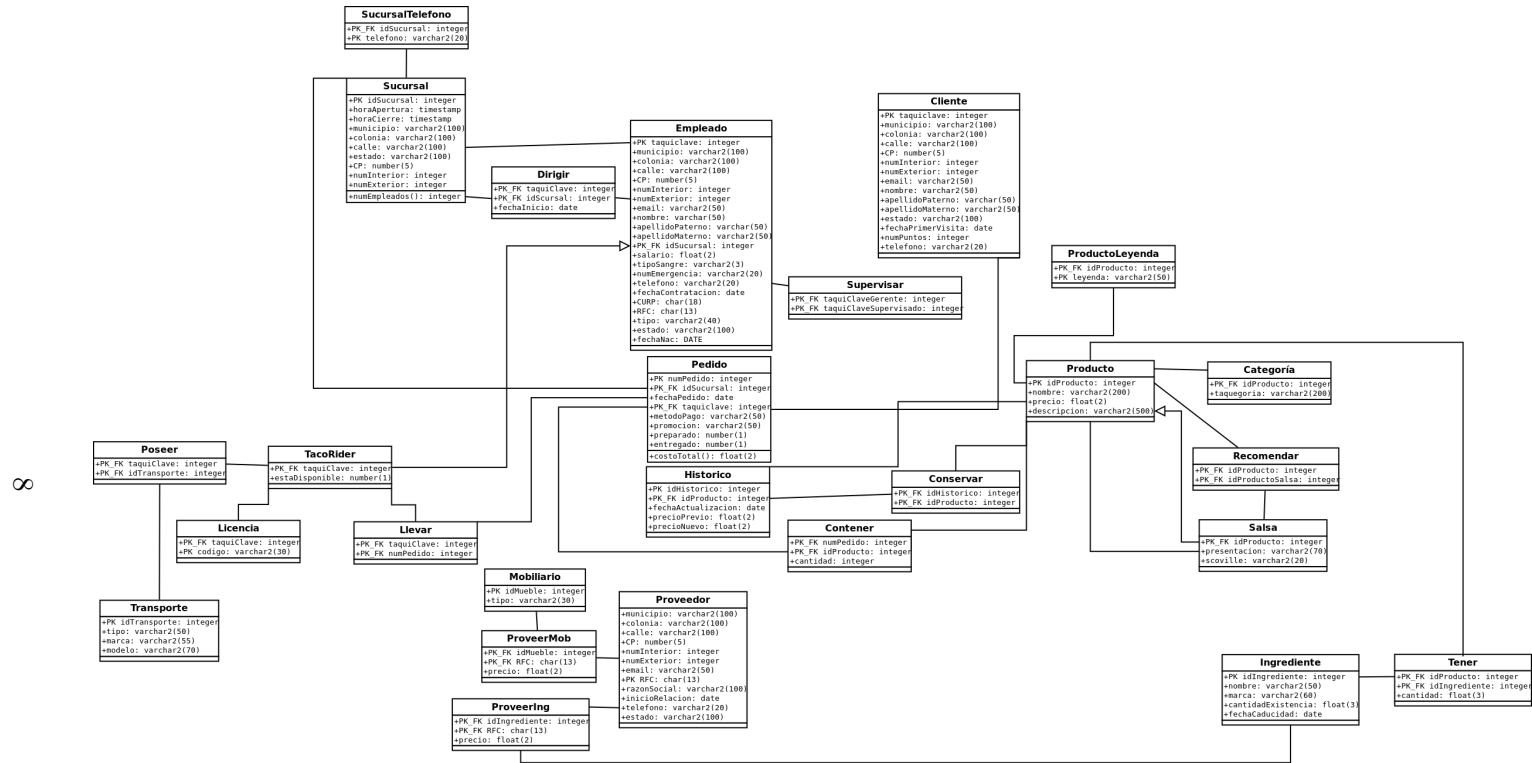 SucursalTelefono
+PK_FK idSucursal: integer
+PK telefono: varchar2(20)
Sucursal
+PK idSucursal: integer
+horaApertura: timestamp
+horaCierre: timestamp
+municipio: varchar2(100)
+colonia: varchar2(100)
+calle: varchar2(100)
+estado: varchar2(100)
+CP: number(5)
+numInterior: integer
+numExterior: integer
+numEmpleados(): integer
Dirigir
+PK_FK taquiClave: integer
+PK_FK idScursal: integer
+fechaInicio: date
Empleado
+PK taquiclave: integer
+municipio: varchar2(100)
+colonia: varchar2(100)
+calle: varchar2(100)
+CP: number(5)
+numInterior: integer
+numExterior: integer
+email: varchar2(50)
+nombre: varchar(50)
+apellidoPaterno: varchar(50)
+apellidoMaterno: varchar2(50)
+PK_FK idSucursal: integer
+salario: float(2)
+tipoSangre: varchar2(3)
+numEmergencia: varchar2(20)
+telefono: varchar2(20)
+fechaContratacion: date
+CURP: char(18)
+RFC: char(13)
+tipo: varchar2(40)
+estado: varchar2(100)
+fechaNac: DATE
Cliente
+PK taquiclave: integer
+municipio: varchar2(100)
+colonia: varchar2(100)
+calle: varchar2(100)
+CP: number(5)
+numInterior: integer
+numExterior: integer
+email: varchar2(50)
+nombre: varchar2(50)
+apellidoPaterno: varchar(50)
+apellidoMaterno: varchar2(50)
+estado: varchar2(100)
+fechaPrimerVisita: date
+numPuntos: integer
+telefono: varchar2(20)
Supervisar
+PK_FK taquiClaveGerente: integer
+PK_FK taquiClaveSupervisado: integer
ProductoLeyenda
+PK_FK idProducto: integer
+PK leyenda: varchar2(50)
Pedido
+PK numPedido: integer
+PK_FK idSucursal: integer
+fechaPedido: date
+PK_FK taquiclave: integer
+metodoPago: varchar2(50)
+promocion: varchar2(50)
+preparado: number(1)
+entregado: number(1)
+costoTotal(): float(2)
Producto
+PK idProducto: integer
+nombre: varchar2(200)
+precio: float(2)
+descripcion: varchar2(500)
Categoría
+PK_FK idProducto: integer
+taquegoria: varchar2(200)
Poseer
+PK_FK taquiClave: integer
+PK_FK idTransporte: integer
TacoRider
+PK_FK taquiClave: integer
+estaDisponible: number(1)
∞
Recomendar
+PK_FK idProducto: integer
+PK_FK idProductoSalsa: integer
Historico
+PK idHistorico: integer
+PK_FK idProducto: integer
+fechaActualizacion: date
+precioPrevio: float(2)
+precioNuevo: float(2)
Conservar
+PK_FK idHistorico: integer
+PK_FK idProducto: integer
Licencia
+PK_FK taquiClave: integer
+PK codigo: varchar2(30)
Llevar
+PK_FK taquiClave: integer
+PK_FK numPedido: integer
Contener
+PK_FK numPedido: integer
+PK_FK idProducto: integer
+cantidad: integer
Salsa
+PK_FK idProducto: integer
+presentacion: varchar2(70)
+scoville: varchar2(20)
Mobiliario
+PK idMueble: integer
+tipo: varchar2(30)
Transporte
+PK idTransporte: integer
+tipo: varchar2(50)
+marca: varchar2(55)
+modelo: varchar2(70)
ProveerMob
+PK_FK idMueble: integer
+PK_FK RFC: char(13)
+precio: float(2)
Proveedor
+municipio: varchar2(100)
+colonia: varchar2(100)
+calle: varchar2(100)
+CP: number(5)
+numInterior: integer
+numExterior: integer
+email: varchar2(50)
+PK RFC: char(13)
+razonSocial: varchar2(100)
+inicioRelacion: date
+telefono: varchar2(20)
+estado: varchar2(100)
ProveerIng
+PK_FK idIngrediente: integer
+PK_FK RFC: char(13)
+precio: float(2)
Ingrediente
+PK idIngrediente: integer
+nombre: varchar2(50)
+marca: varchar2(60)
+cantidadExistencia: float(3)
+fechaCaducidad: date
Tener
+PK_FK idProducto: integer
+PK_FK idIngrediente: integer
+cantidad: float(3)